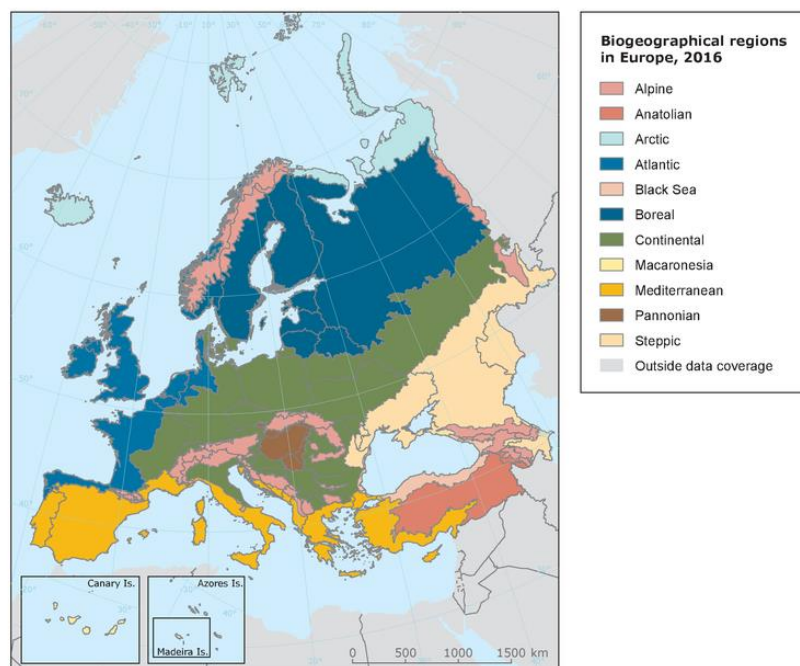 Biogeographical regions
in Europe, 2016
Alpine
Anatolian
Arctic
Atlantic
Black Sea
Boreal
Continental
Macaronesia
Mediterranean
Pannonian
Steppic
Outside data coverage
Canary Is.
Azores Is.
Madeira Is.
0 500 1000 1500 km